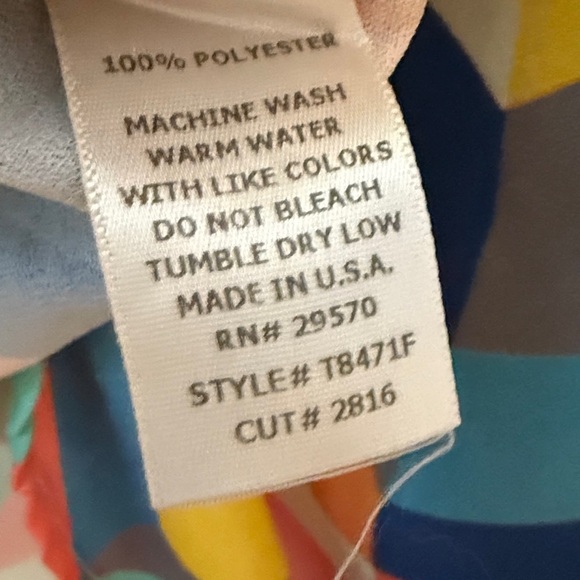 100% POLYESTER
MACHINE WASH
WARM WATER
WITH LIKE COLORS
DO NOT BLEACH
TUMBLE DRY LOW
MADE IN U.S.A.
RN# 29570
STYLE# T8471F
CUT# 2816